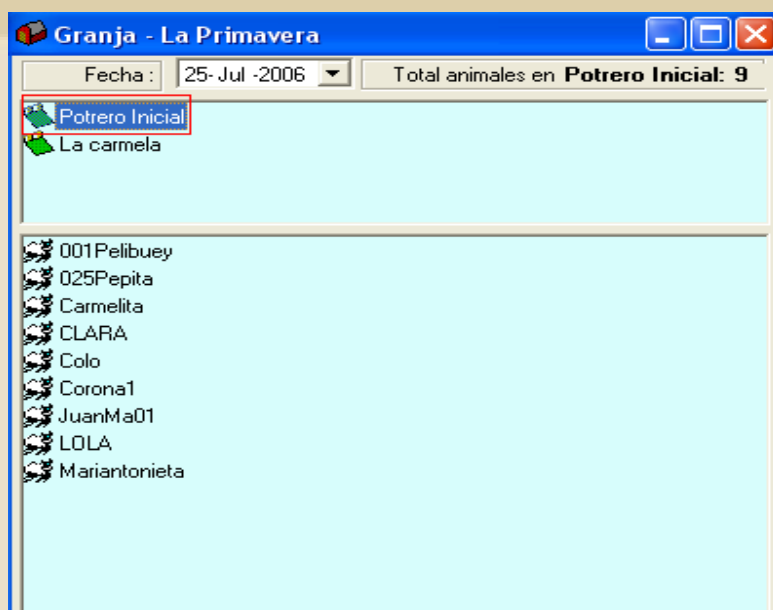 Granja - La Primavera
Fecha : 25- Jul -2006 Total animales en Potrero Inicial: 9
Potrero Inicial
La carmela
001Pelibuey
025Pepita
Carmelita
CLARA
Colo
Corona1
JuanMa01
LOLA
Mariantonieta